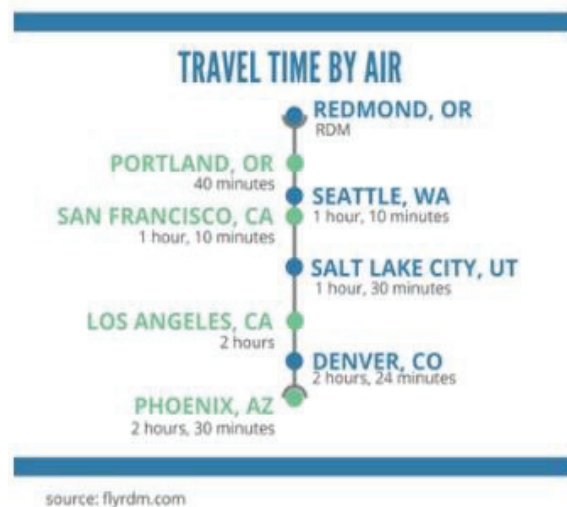 TRAVEL TIME BY AIR
REDMOND, OR
RDM
PORTLAND, OR
40 minutes
SEATTLE, WA
1 hour, 10 minutes
SAN FRANCISCO, CA
1 hour, 10 minutes
SALT LAKE CITY, UT
1 hour, 30 minutes
LOS ANGELES, CA
2 hours
DENVER, CO
2 hours, 24 minutes
PHOENIX, AZ
2 hours, 30 minutes
source: flyrdm.com